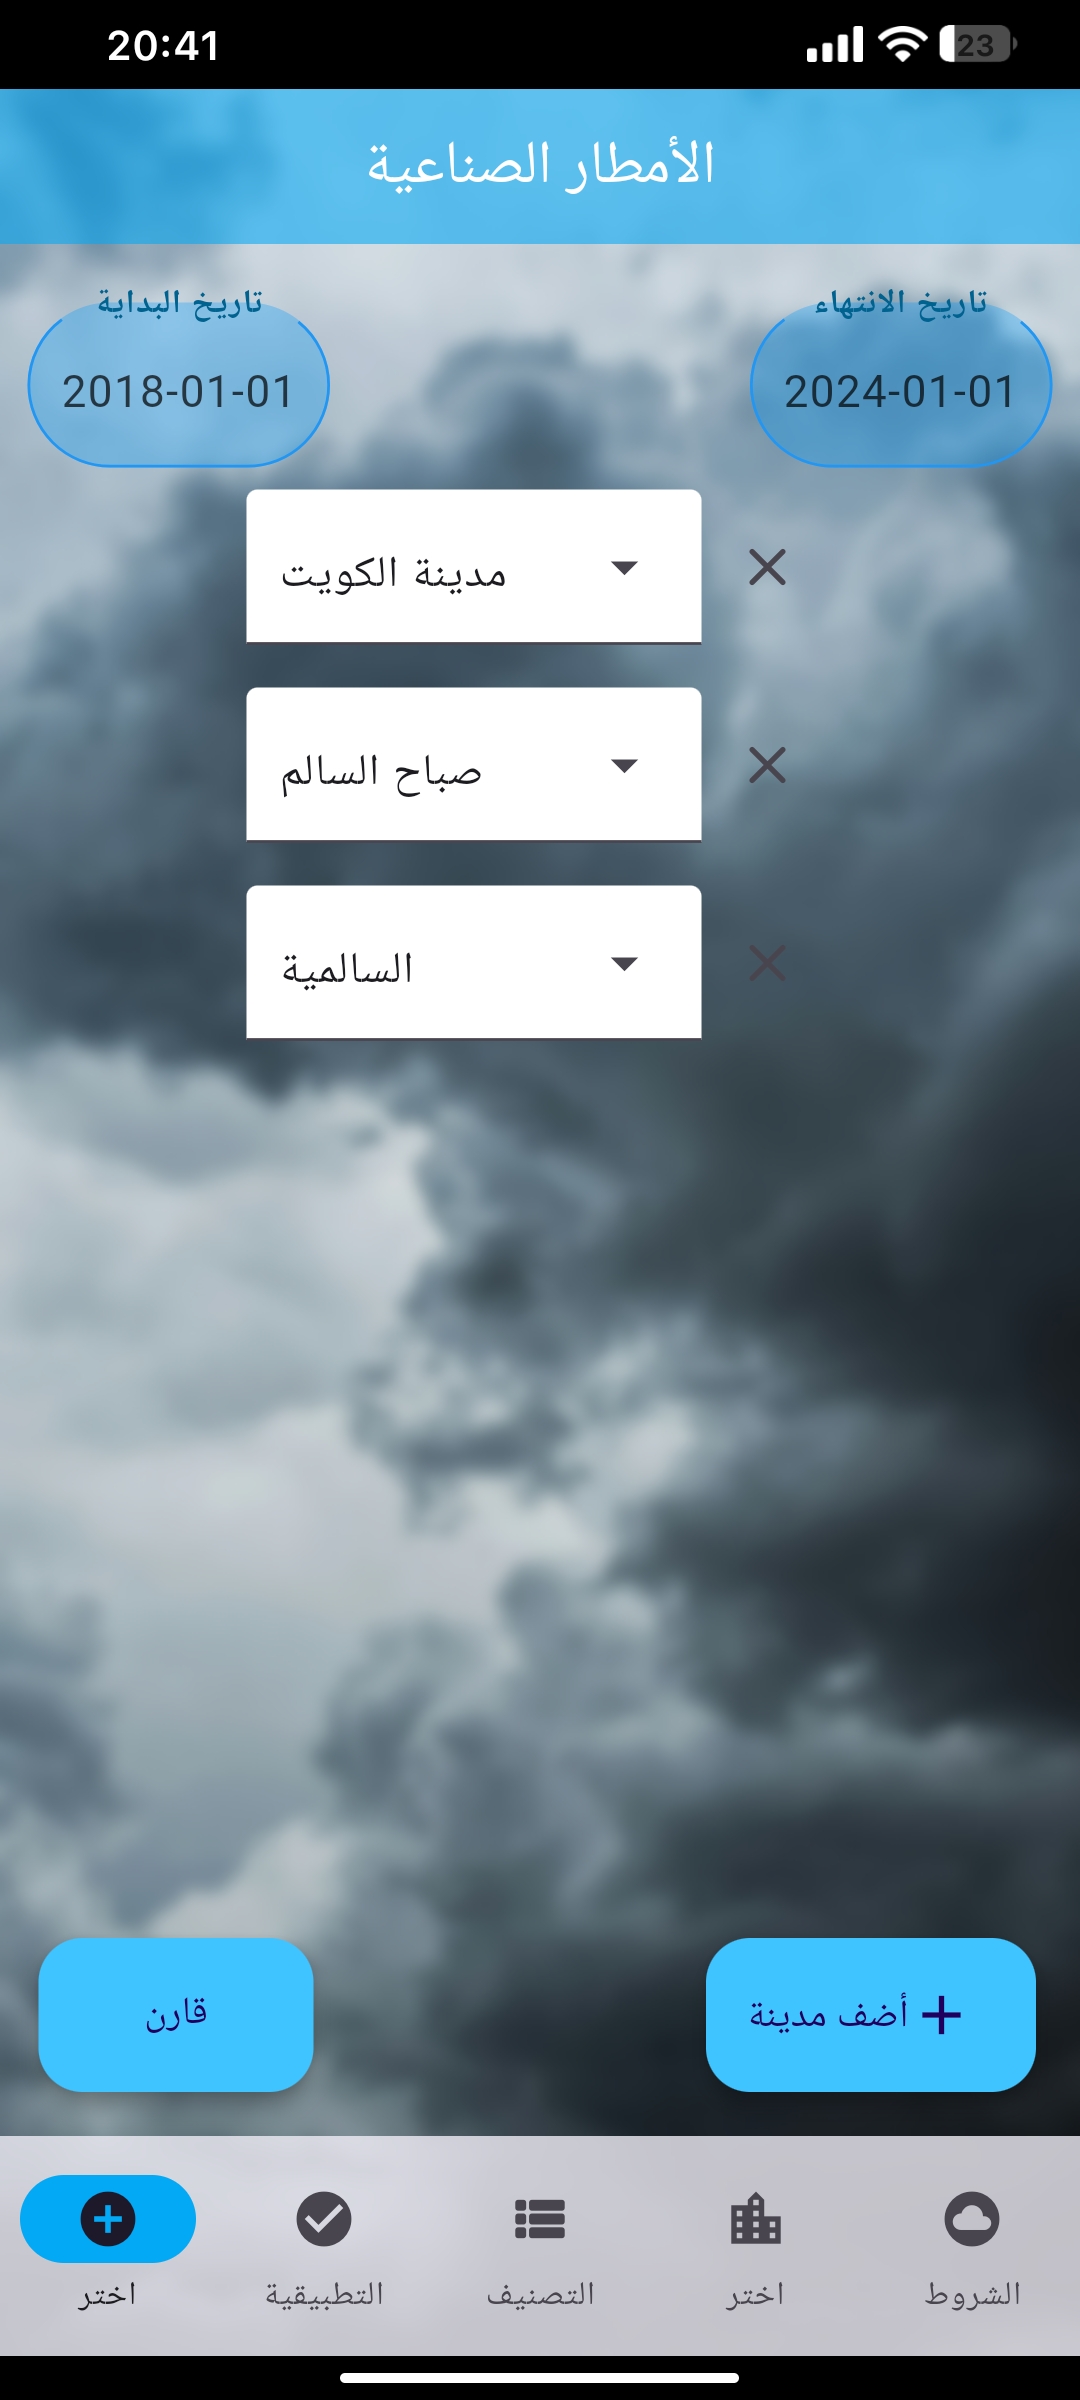 20:41
23
الأمطار الصناعية
تاريخ الانتهاء
2024-01-01
تاريخ البداية
2018-01-01
مدينة الكويت
صباح السالم
السالمية
أضف مدينة
قارن
الشروط
اختر
التصنيف
التطبيقية
اختر